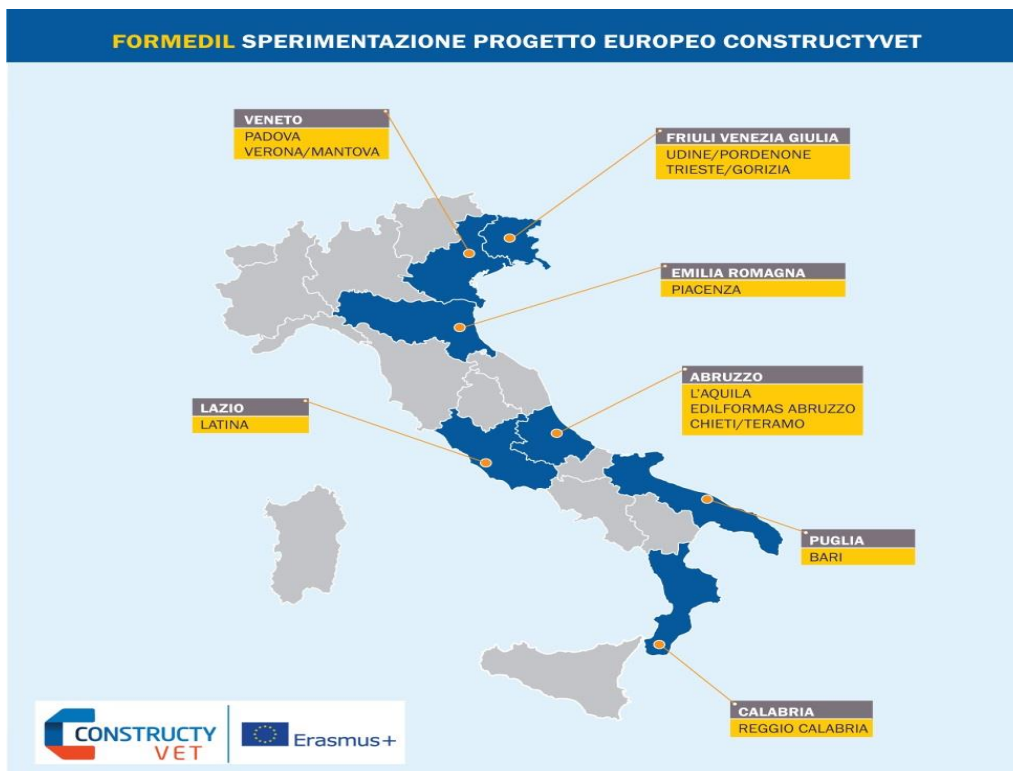 FORMEDIL SPERIMENTAZIONE PROGETTO EUROPEO CONSTRUCTYVET
VENETO
PADOVA
VERONA/MANTOVA
FRIULI VENEZIA GIULIA
UDINE/PORDENONE
TRIESTE/GORIZIA
EMILIA ROMAGNA
PIACENZA
ABRUZZO
L'AQUILA
EDILFORMAS ABRUZZO
CHIETI/TERAMO
LAZIO
LATINA
PUGLIA
BARI
CALABRIA
REGGIO CALABRIA
CONSTRUCTY
VET
Erasmus+